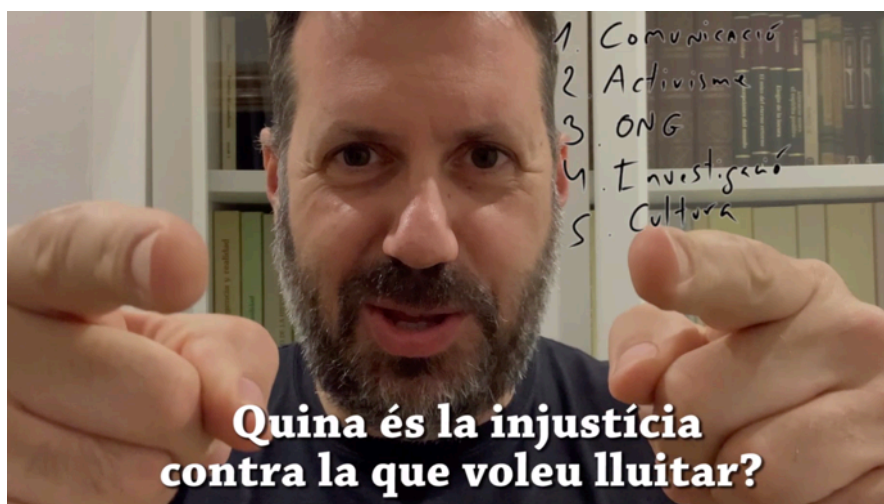 1. Comunicació
2 Activisme
3. ONG
4. Investigació
5. Cultura
Quina és la injustícia
contra la que voleu lluitar?